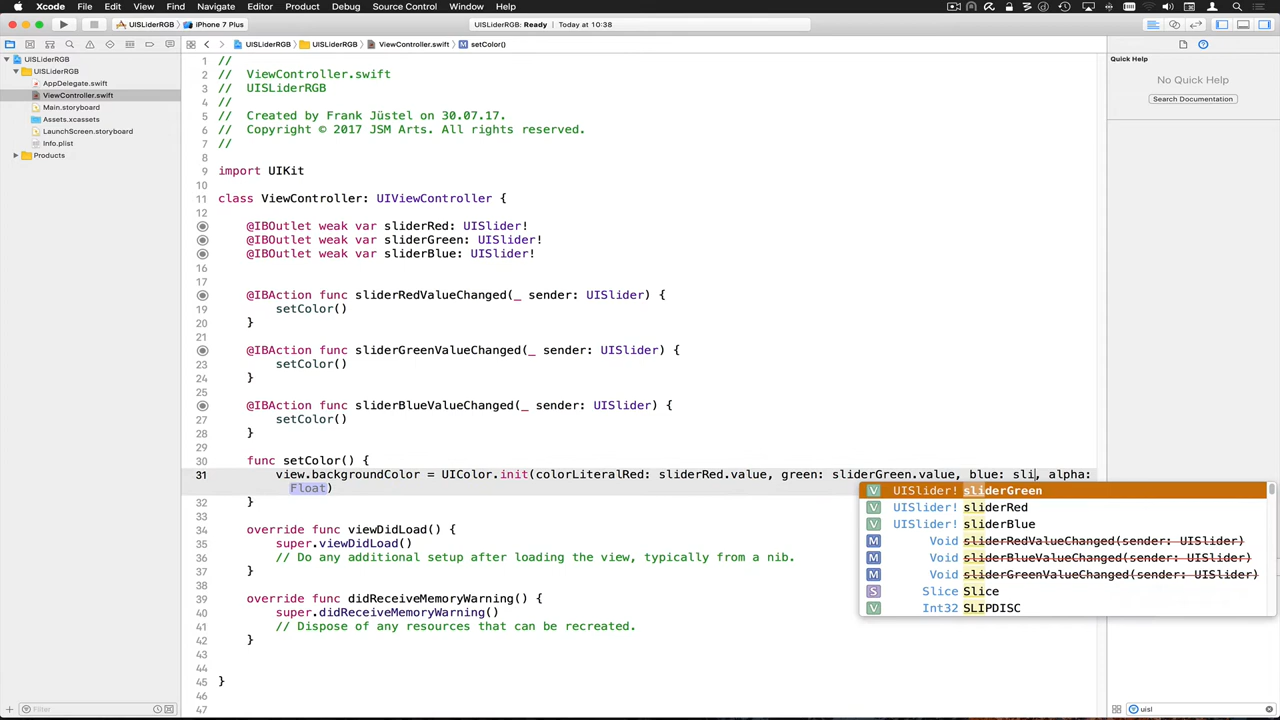 Xcode File Edit View Find Navigate Editor Product Debug Source Control Window Help
UISLiderRGB iPhone 7 Plus UISLiderRGB: Ready | Today at 10:38
UISLiderRGB UISLiderRGB ViewController.swift M setColor()
UISLiderRGB
UISLiderRGB
AppDelegate.swift
ViewController.swift
Main.storyboard
Assets.xcassets
LaunchScreen.storyboard
Info.plist
Products
Filter
1 //
2 // ViewController.swift
3 // UISLiderRGB
4 //
5 // Created by Frank Jüstel on 30.07.17.
6 // Copyright © 2017 JSM Arts. All rights reserved.
7 //
8
9 import UIKit
10
11 class ViewController: UIViewController {
12
13 @IBOutlet weak var sliderRed: UISlider!
14 @IBOutlet weak var sliderGreen: UISlider!
15 @IBOutlet weak var sliderBlue: UISlider!
16
17
@IBAction func sliderRedValueChanged(_ sender: UISlider) {
19 setColor()
20 }
21
@IBAction func sliderGreenValueChanged(_ sender: UISlider) {
23 setColor()
24 }
25
@IBAction func sliderBlueValueChanged(_ sender: UISlider) {
27 setColor()
28 }
29
30 func setColor() {
31 view.backgroundColor = UIColor.init(colorLiteralRed: sliderRed.value, green: sliderGreen.value, blue: sli, alpha:
Float)
32 }
33
34 override func viewDidLoad() {
35 super.viewDidLoad()
36 // Do any additional setup after loading the view, typically from a nib.
37 }
38
39 override func didReceiveMemoryWarning() {
40 super.didReceiveMemoryWarning()
41 // Dispose of any resources that can be recreated.
42 }
43
44
45 }
46
47
V UISlider! sliderGreen
V UISlider! sliderRed
V UISlider! sliderBlue
M Void sliderRedValueChanged(sender: UISlider)
M Void sliderBlueValueChanged(sender: UISlider)
M Void sliderGreenValueChanged(sender: UISlider)
S Slice Slice
V Int32 SLIPDISC
Quick Help
No Quick Help
Search Documentation
uisl